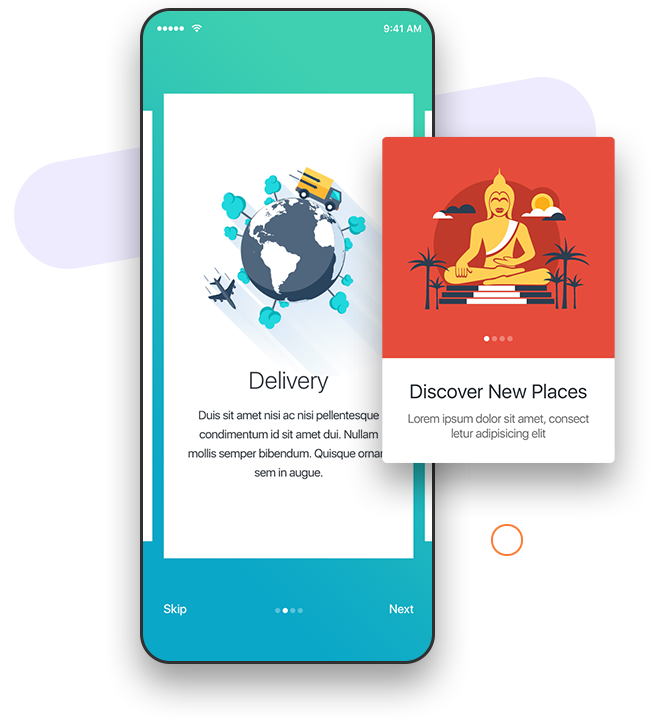 9:41 AM
Delivery
Duis sit amet nisi ac nisi pellentesque
condimentum id sit amet dui. Nullam
mollis semper bibendum. Quisque ornar
sem in augue.
Skip
Next
Discover New Places
Lorem ipsum dolor sit amet, consect
letur adipisicing elit